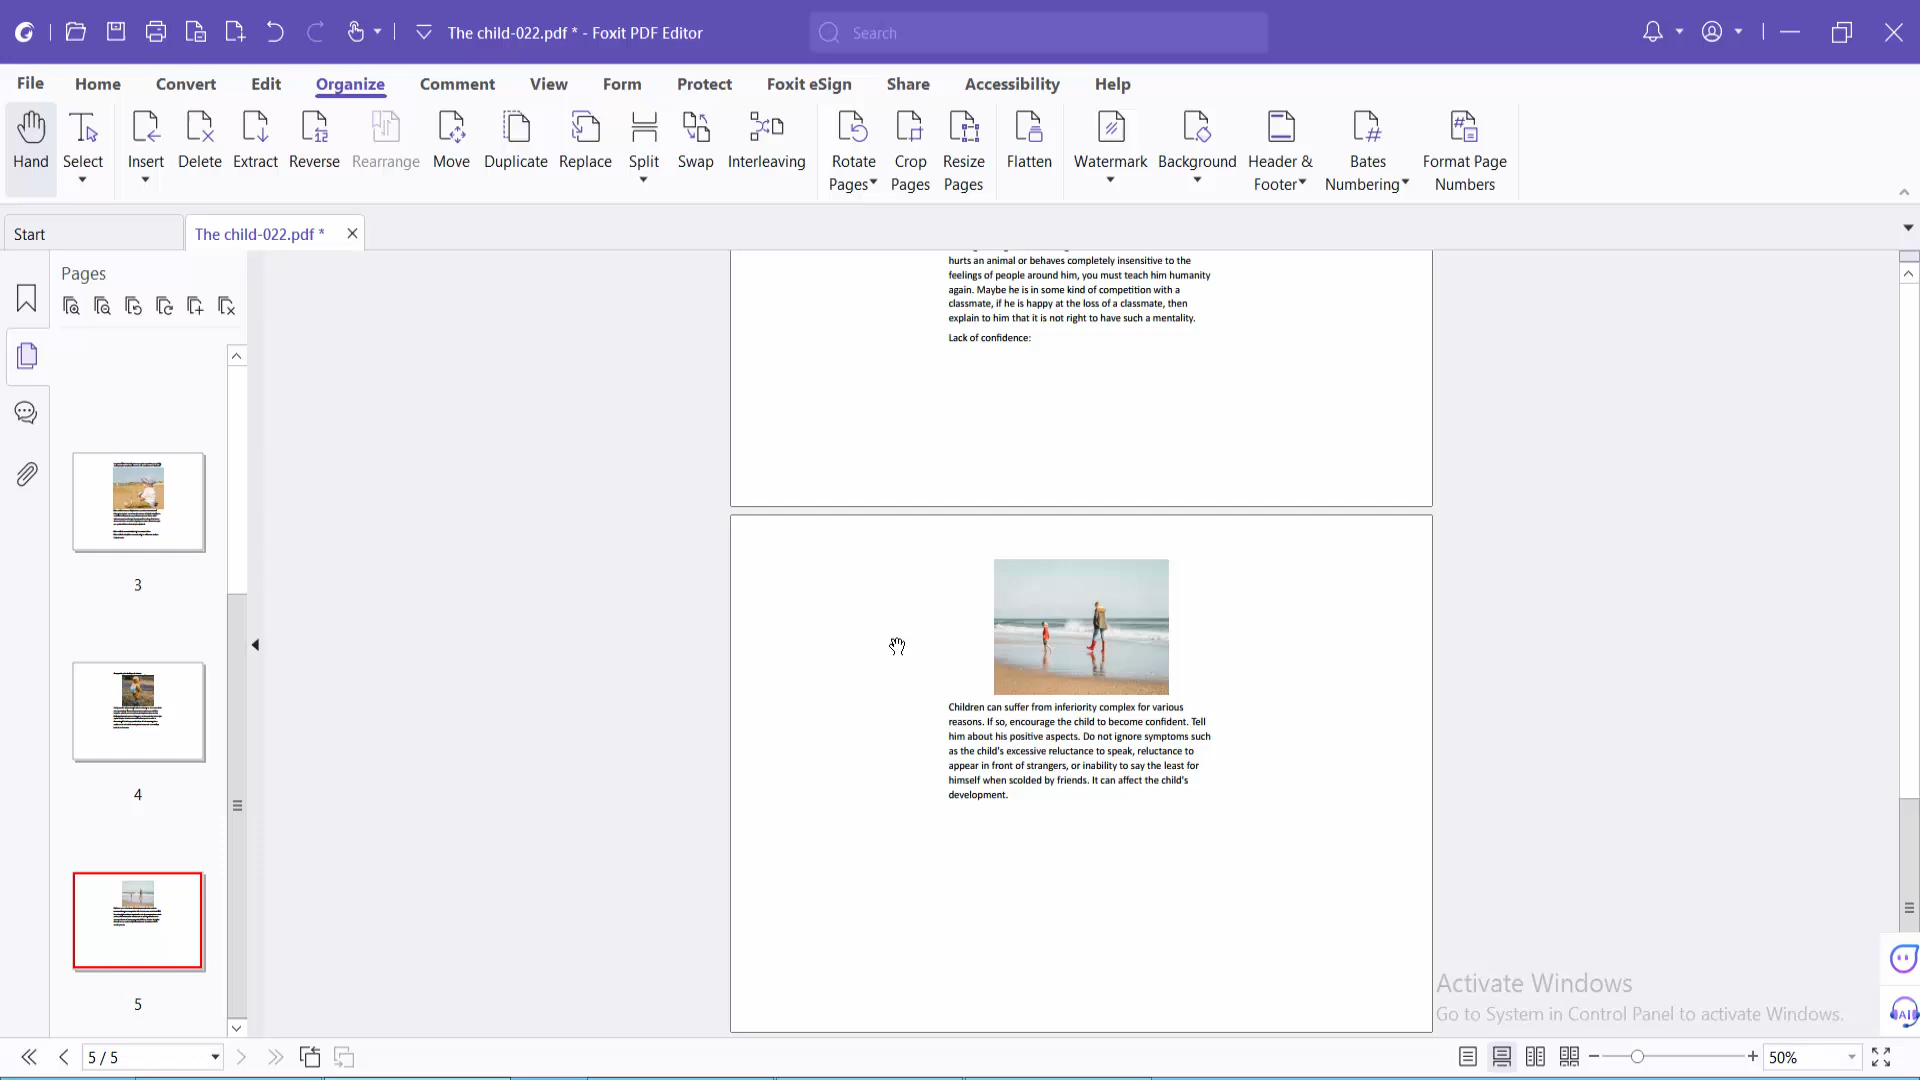 The child-022.pdf * - Foxit PDF Editor
Search
File Home Convert Edit Organize Comment View Form Protect Foxit eSign Share Accessibility Help
Hand Select Insert Delete Extract Reverse Rearrange Move Duplicate Replace Split Swap Interleaving Rotate Pages Crop Pages Resize Pages Flatten Watermark Background Header & Footer Bates Numbering Format Page Numbers
Start
The child-022.pdf *
Pages
3
4
5
hurts an animal or behaves completely insensitive to the
feelings of people around him, you must teach him humanity
again. Maybe he is in some kind of competition with a
classmate, if he is happy at the loss of a classmate, then
explain to him that it is not right to have such a mentality.
Lack of confidence:
Children can suffer from inferiority complex for various
reasons. If so, encourage the child to become confident. Tell
him about his positive aspects. Do not ignore symptoms such
as the child's excessive reluctance to speak, reluctance to
appear in front of strangers, or inability to say the least for
himself when scolded by friends. It can affect the child's
development.
Activate Windows
Go to System in Control Panel to activate Windows.
AI
5 / 5
50%